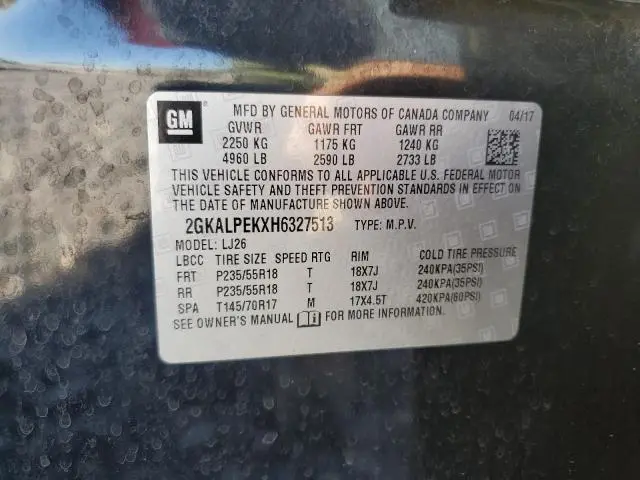 GM
MFD BY GENERAL MOTORS OF CANADA COMPANY 04/17
GVWR GAWR FRT GAWR RR
2250 KG 1175 KG 1240 KG
4960 LB 2590 LB 2733 LB
THIS VEHICLE CONFORMS TO ALL APPLICABLE U.S. FEDERAL MOTOR
VEHICLE SAFETY AND THEFT PREVENTION STANDARDS IN EFFECT ON
THE DATE OF MANUFACTURE SHOWN ABOVE.
2GKALPEKXH6327513 TYPE: M.P.V.
MODEL: LJ26
LBCC TIRE SIZE SPEED RTG RIM COLD TIRE PRESSURE
FRT P235/55R18 T 18X7J 240KPA(35PSI)
RR P235/55R18 T 18X7J 240KPA(35PSI)
SPA T145/70R17 M 17X4.5T 420KPA(60PSI)
SEE OWNER'S MANUAL FOR MORE INFORMATION.